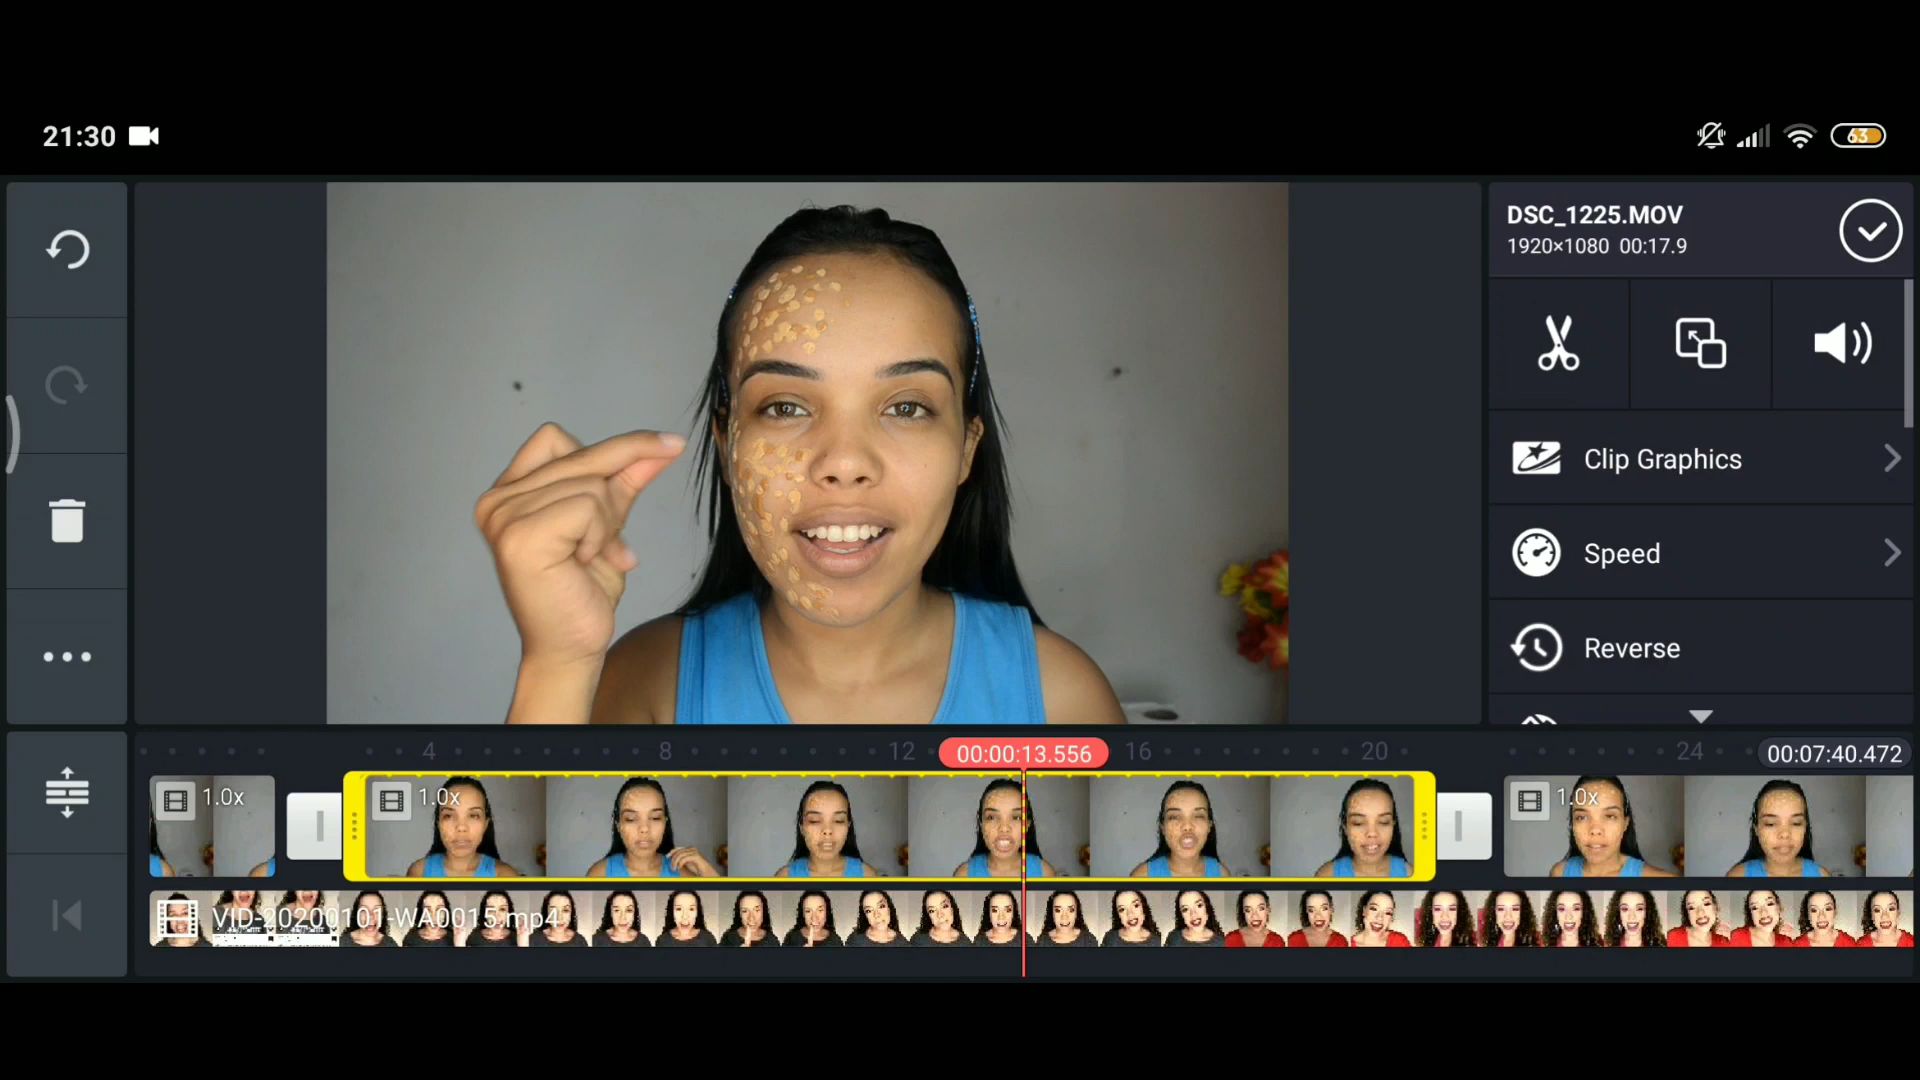 21:30
63
DSC_1225.MOV
1920×1080 00:17.9
Clip Graphics
Speed
Reverse
4 8 12 00:00:13.556 16 20 24 00:07:40.472
1.0x 1.0x 1.0x
VID-20200101-WA0015.mp4